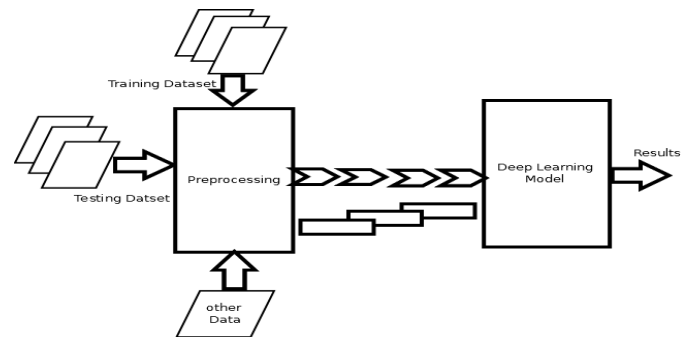 Training Dataset
Testing Datset
Preprocessing
other
Data
Deep Learning
Model
Results